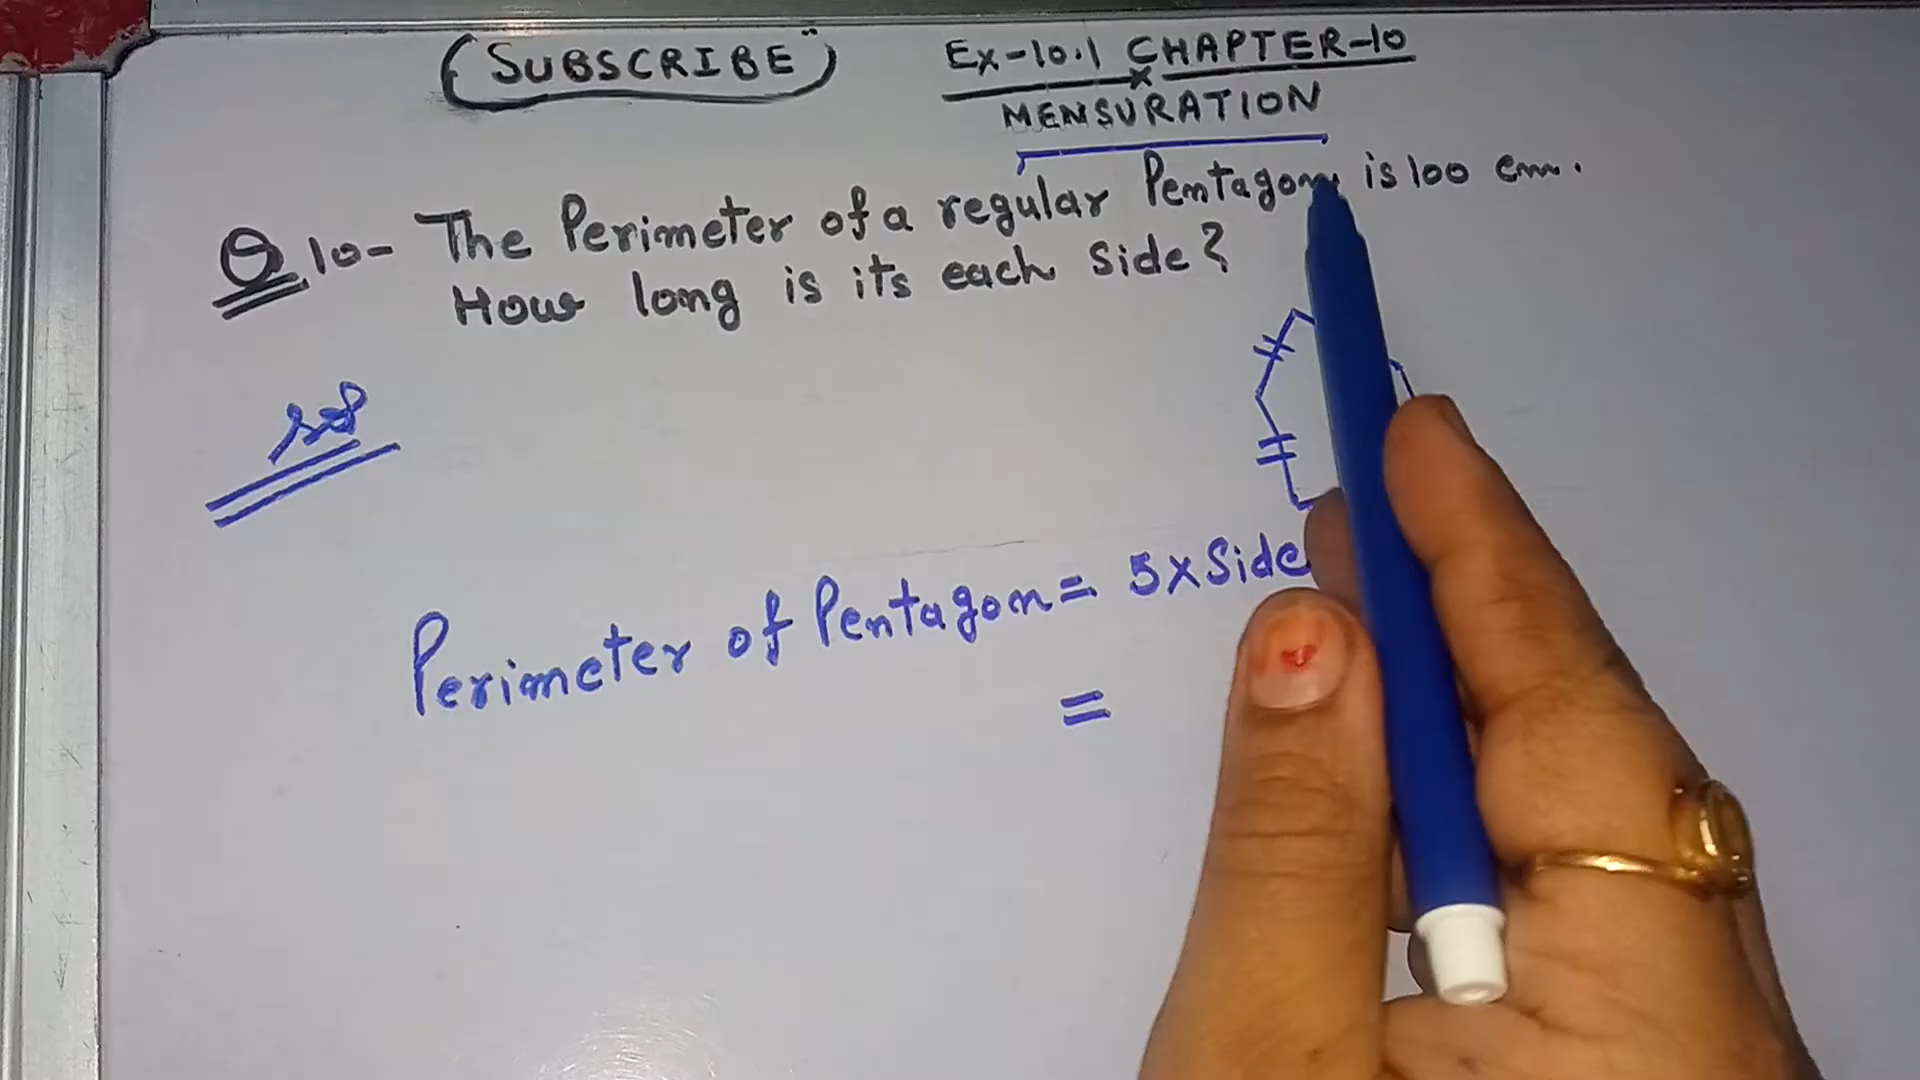 (SUBSCRIBE")
Ex-10.1 CHAPTER-10
MENSURATION
Q10- The Perimeter of a regular Pentagon is 100 cm.
How long is its each Side?
Sol
Perimeter of Pentagon = 5×Side
=